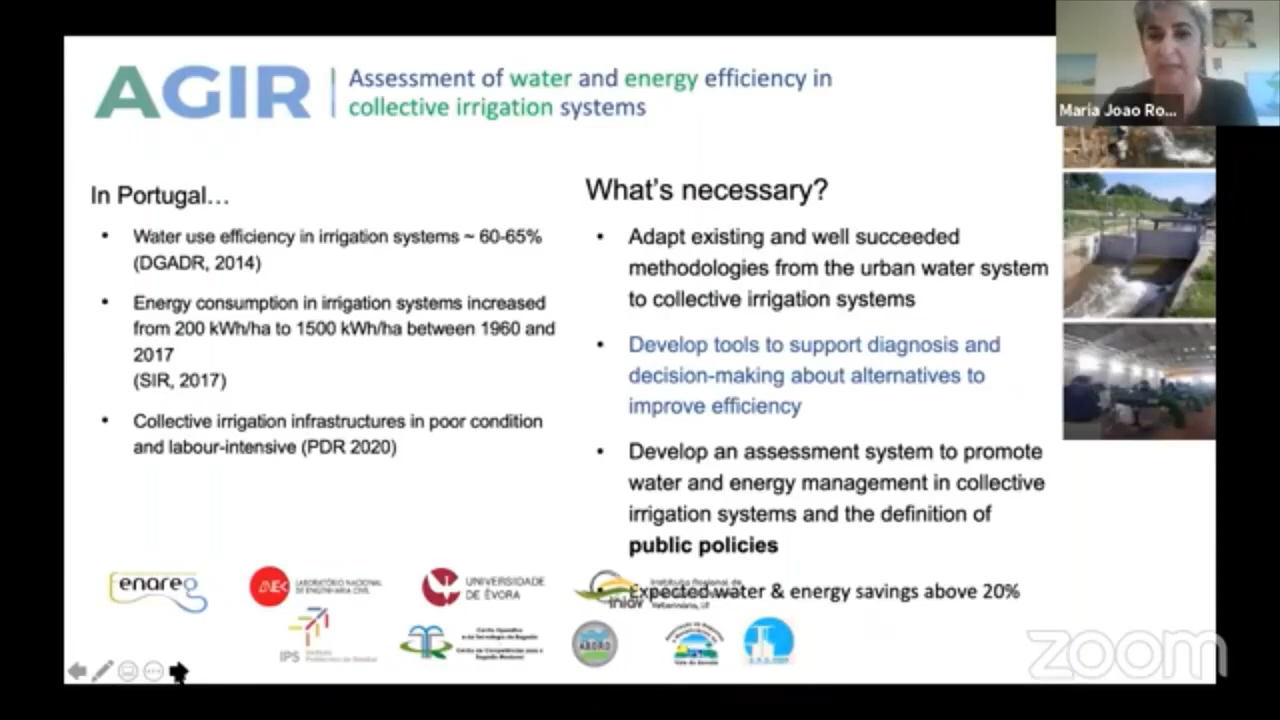 AGIR
Assessment of water and energy efficiency in
collective irrigation systems
Maria Joao Ro...
In Portugal...
• Water use efficiency in irrigation systems ~ 60-65%
(DGADR, 2014)
• Energy consumption in irrigation systems increased
from 200 kWh/ha to 1500 kWh/ha between 1960 and
2017
(SIR, 2017)
• Collective irrigation infrastructures in poor condition
and labour-intensive (PDR 2020)
What's necessary?
• Adapt existing and well succeeded
methodologies from the urban water system
to collective irrigation systems
• Develop tools to support diagnosis and
decision-making about alternatives to
improve efficiency
• Develop an assessment system to promote
water and energy management in collective
irrigation systems and the definition of
public policies
• Expected water & energy savings above 20%
enareg
LABORATÓRIO NACIONAL
DE ENGENHARIA CIVIL
UNIVERSIDADE
DE ÉVORA
iniav
IPS
ABORO
zoom